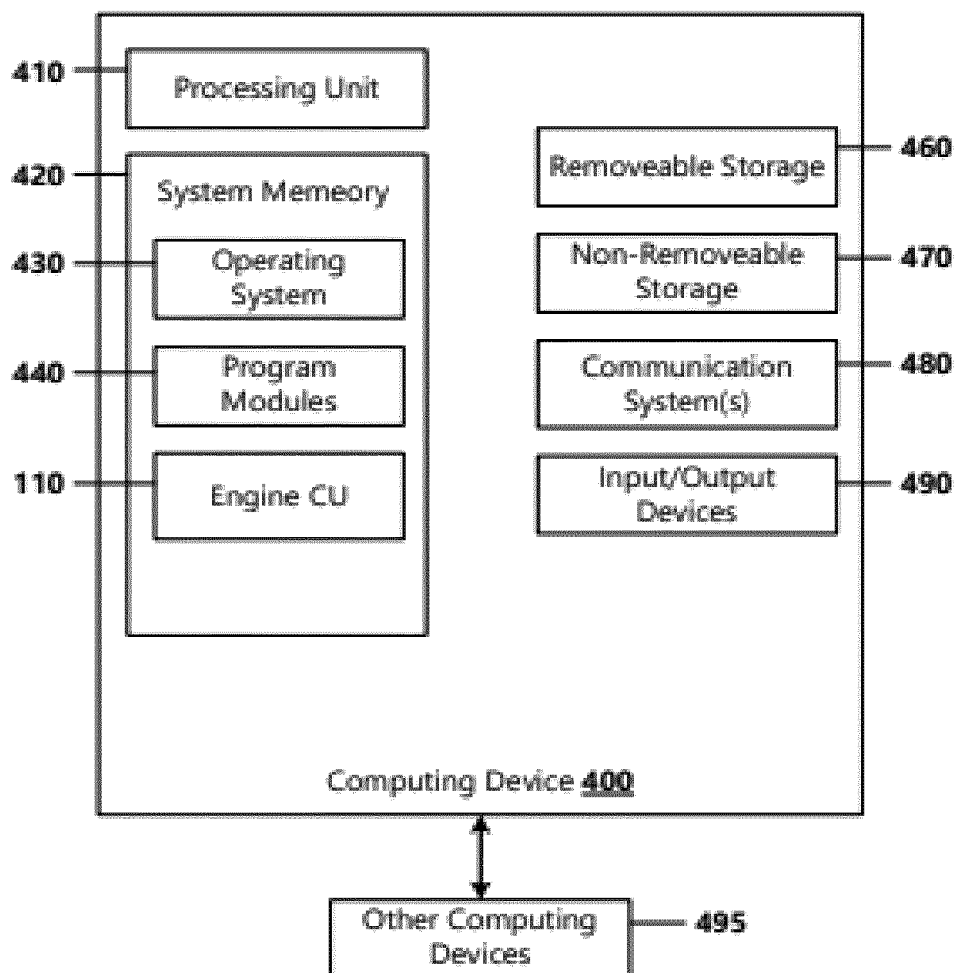 410
Processing Unit
420
System Memeory
430
Operating
System
440
Program
Modules
110
Engine CU
Removeable Storage
460
Non-Removeable
Storage
470
Communication
System(s)
480
Input/Output
Devices
490
Computing Device 400
Other Computing
Devices
495